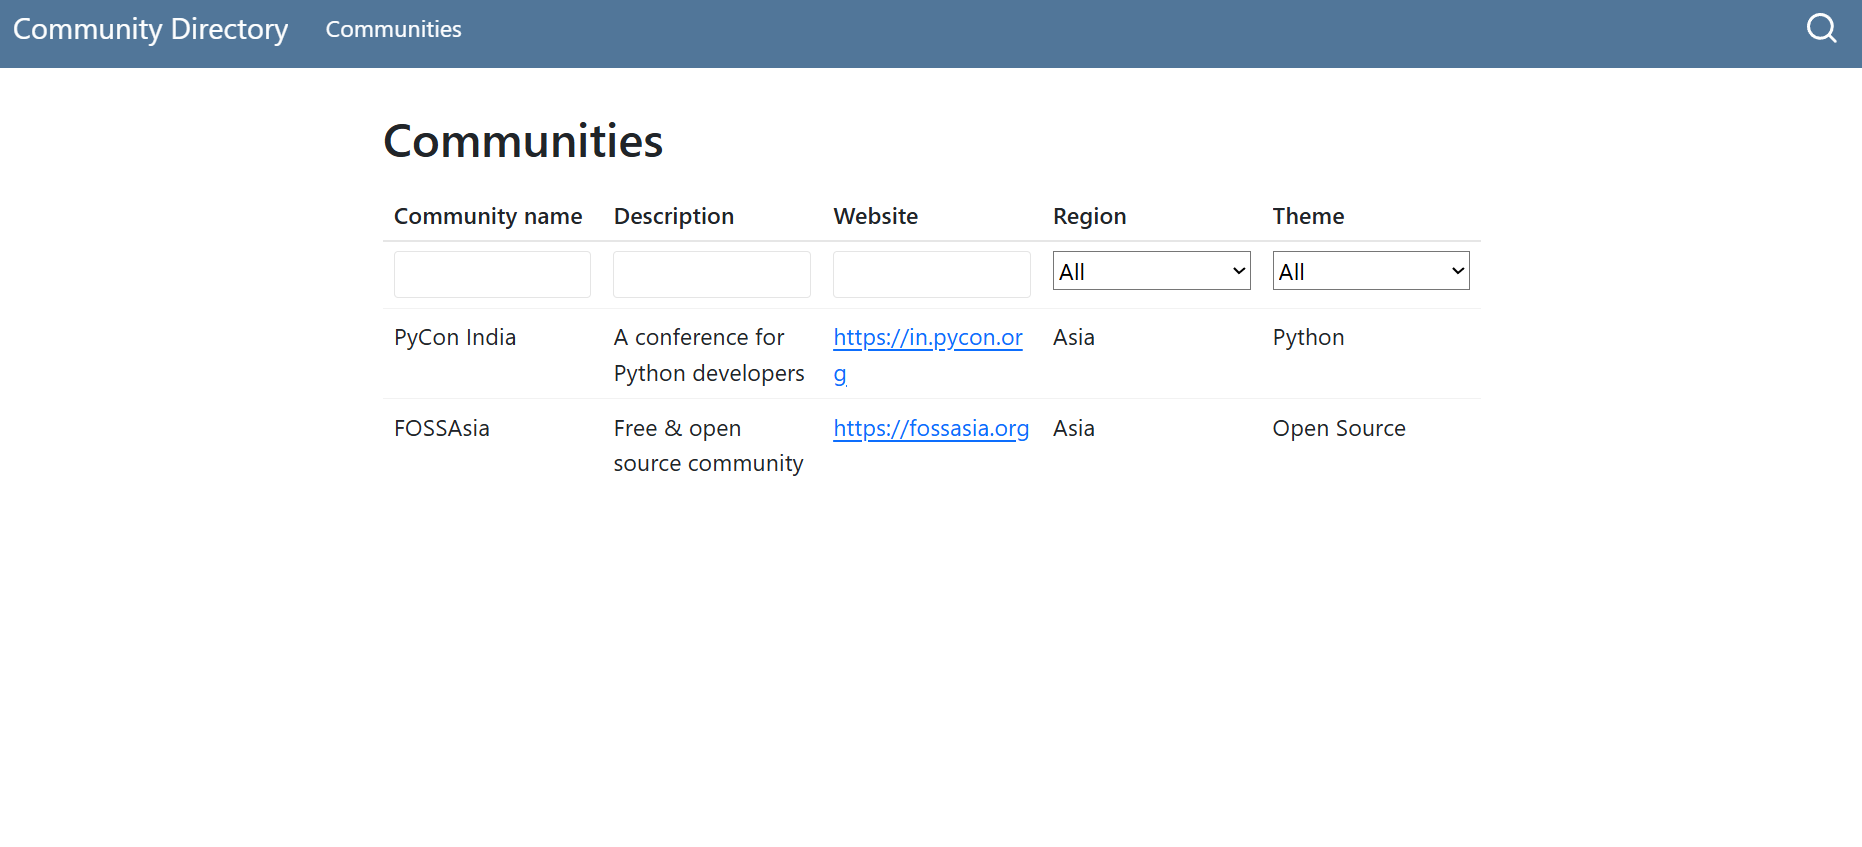 Community Directory Communities
Communities
Community name Description Website Region Theme
All All
PyCon India A conference for https://in.pycon.or Asia Python
Python developers g
FOSSAsia Free & open https://fossasia.org Asia Open Source
source community